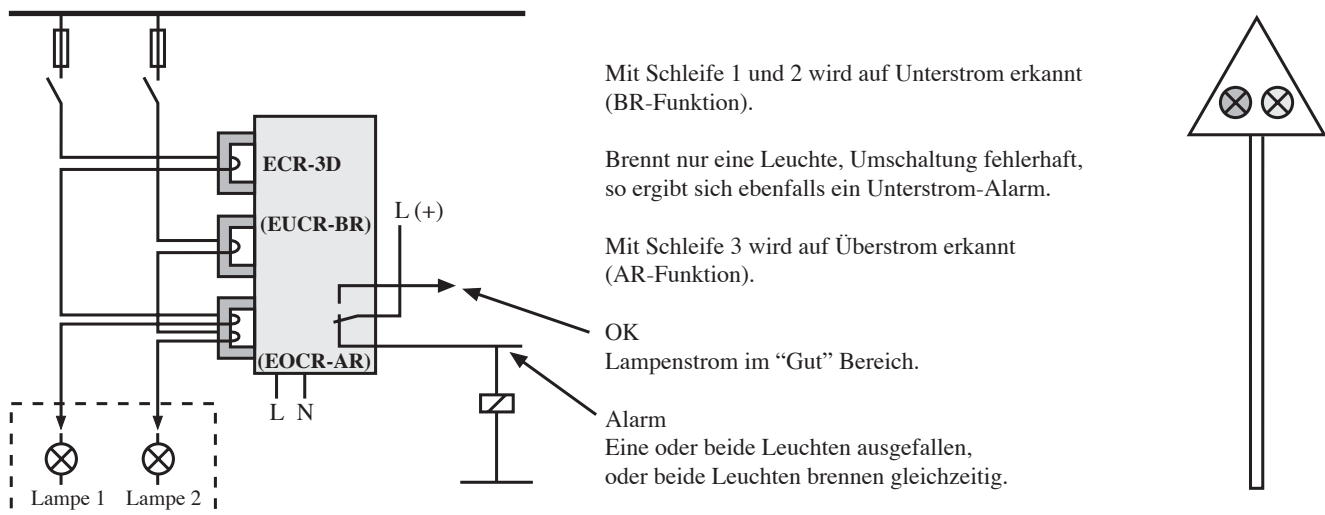 ECR-3D
(EUCR-BR)
L (+)
(EOCR-AR)
L N
Lampe 1 Lampe 2
Mit Schleife 1 und 2 wird auf Unterstrom erkannt
(BR-Funktion).
Brennt nur eine Leuchte, Umschaltung fehlerhaft,
so ergibt sich ebenfalls ein Unterstrom-Alarm.
Mit Schleife 3 wird auf Überstrom erkannt
(AR-Funktion).
OK
Lampenstrom im “Gut” Bereich.
Alarm
Eine oder beide Leuchten ausgefallen,
oder beide Leuchten brennen gleichzeitig.